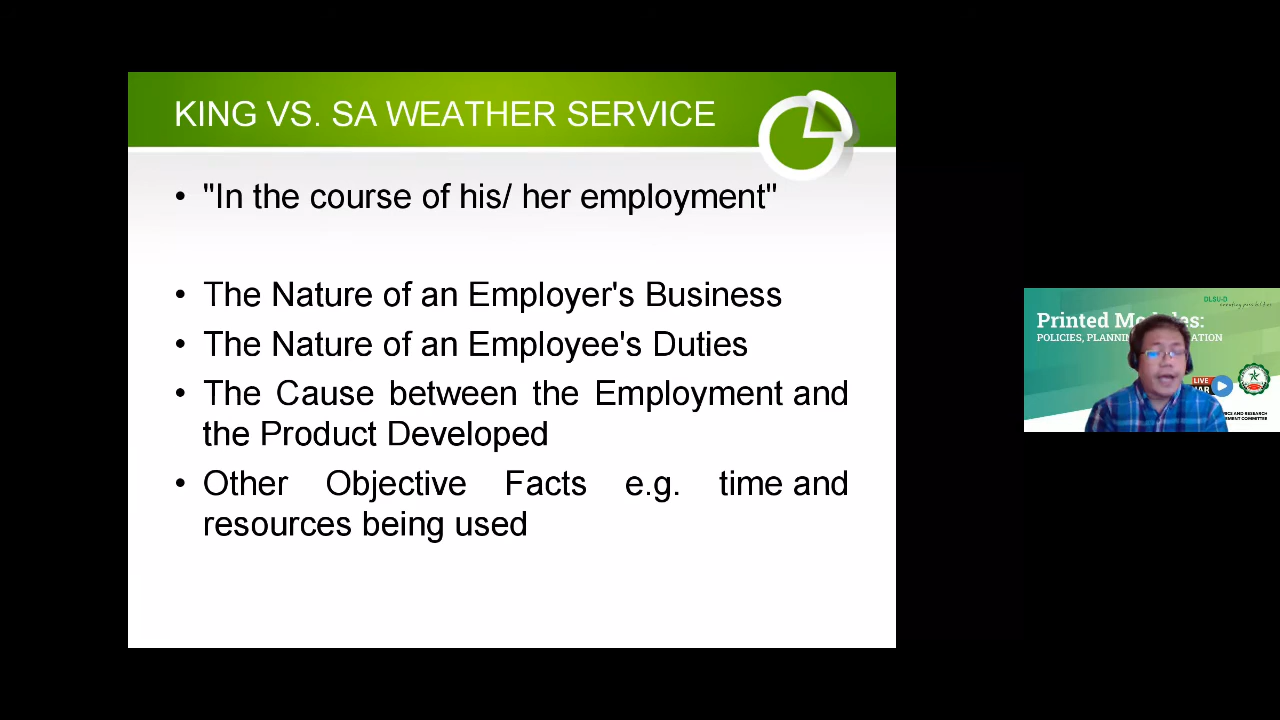 KING VS. SA WEATHER SERVICE
• "In the course of his/ her employment"
• The Nature of an Employer's Business
• The Nature of an Employee's Duties
• The Cause between the Employment and
the Product Developed
• Other Objective Facts e.g. time and
resources being used
DLSU-D
Printed
POLICIES, PLANNING
LIVE